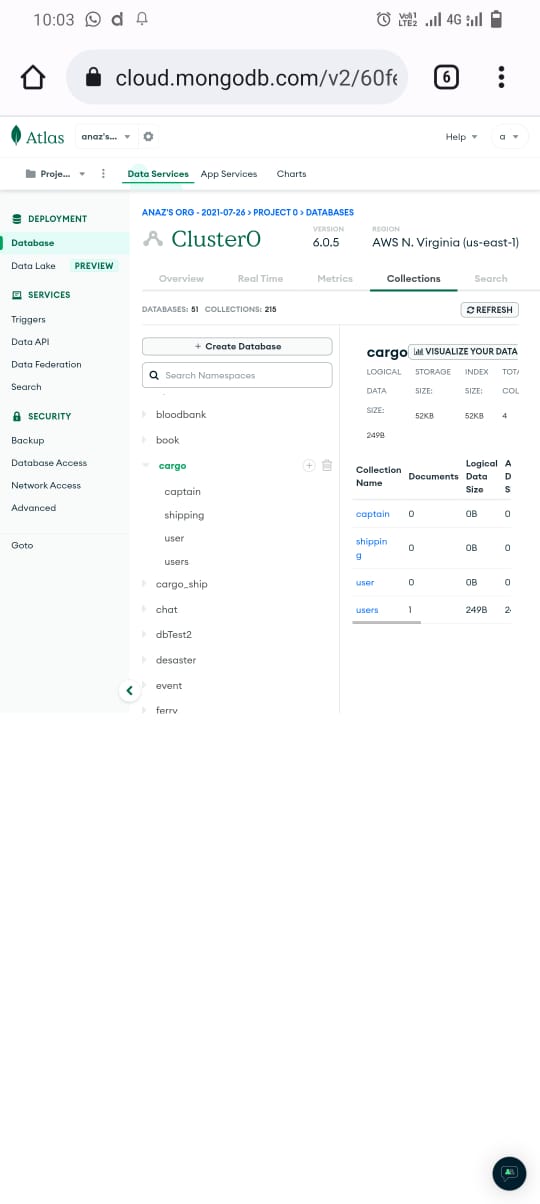 10:03
Vo1 LTE2 4G
cloud.mongodb.com/v2/60fe
6
Atlas anaz's... Help a
Proje... Data Services App Services Charts
DEPLOYMENT
Database
Data Lake PREVIEW
SERVICES
Triggers
Data API
Data Federation
Search
SECURITY
Backup
Database Access
Network Access
Advanced
Goto
ANAZ'S ORG - 2021-07-26 > PROJECT 0 > DATABASES
Cluster0
VERSION
6.0.5
REGION
AWS N. Virginia (us-east-1)
Overview Real Time Metrics Collections Search
DATABASES: 51 COLLECTIONS: 215
REFRESH
+ Create Database
Search Namespaces
bloodbank
book
cargo
captain
shipping
user
users
cargo_ship
chat
dbTest2
desaster
event
ferry
cargo
VISUALIZE YOUR DATA
LOGICAL DATA SIZE: 249B
STORAGE SIZE: 52KB
INDEX SIZE: 52KB
TOTA COL 4
Collection Name Documents Logical Data Size A D S
captain 0 0B 0
shipping 0 0B 0
user 0 0B 0
users 1 249B 2